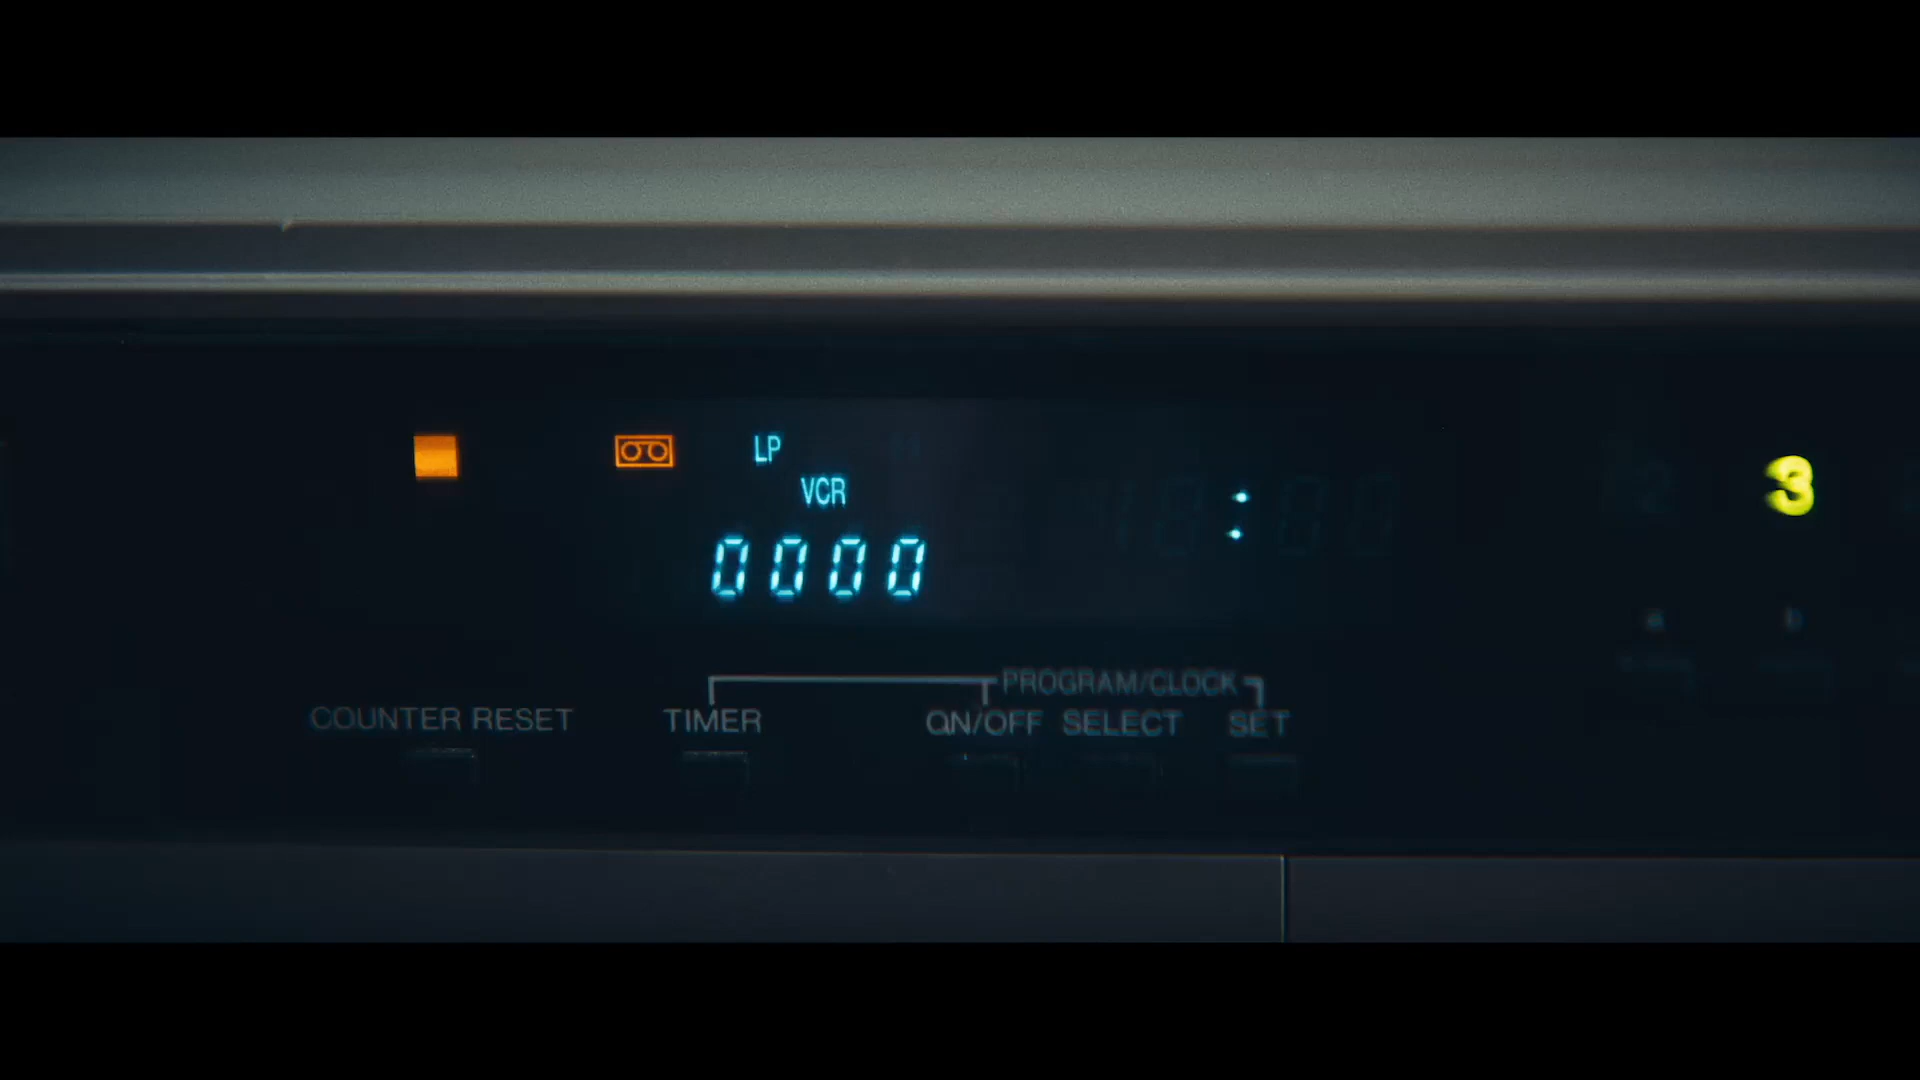 LP
VCR
3
0000
:
PROGRAM/CLOCK
COUNTER RESET TIMER ON/OFF SELECT SET